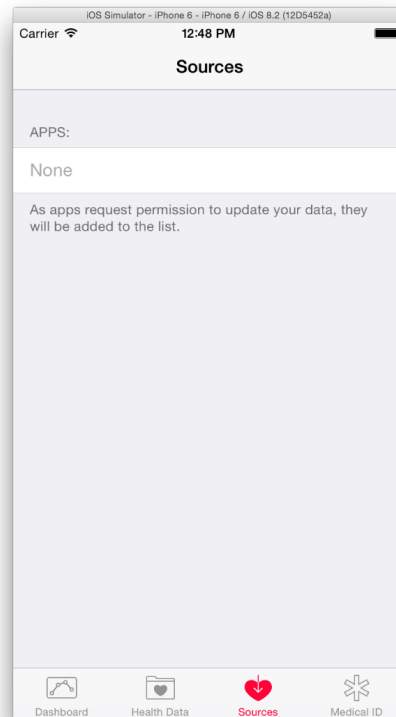 iOS Simulator - iPhone 6 - iPhone 6 / iOS 8.2 (12D5452a)
Carrier 12:48 PM
Sources
APPS:
None
As apps request permission to update your data, they
will be added to the list.
Dashboard Health Data Sources Medical ID